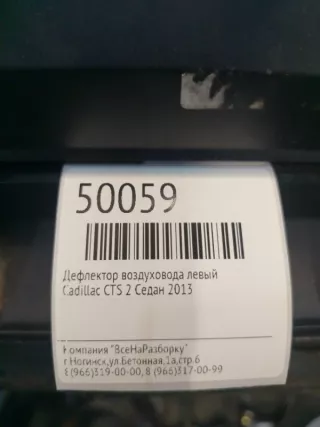 50059
Дефлектор воздуховода левый
Cadillac CTS 2 Седан 2013
Компания "ВсеНаРазборку"
г.Ногинск,ул.Бетонная,1а,стр.6
8(966)319-00-00,8 (966)317-00-99